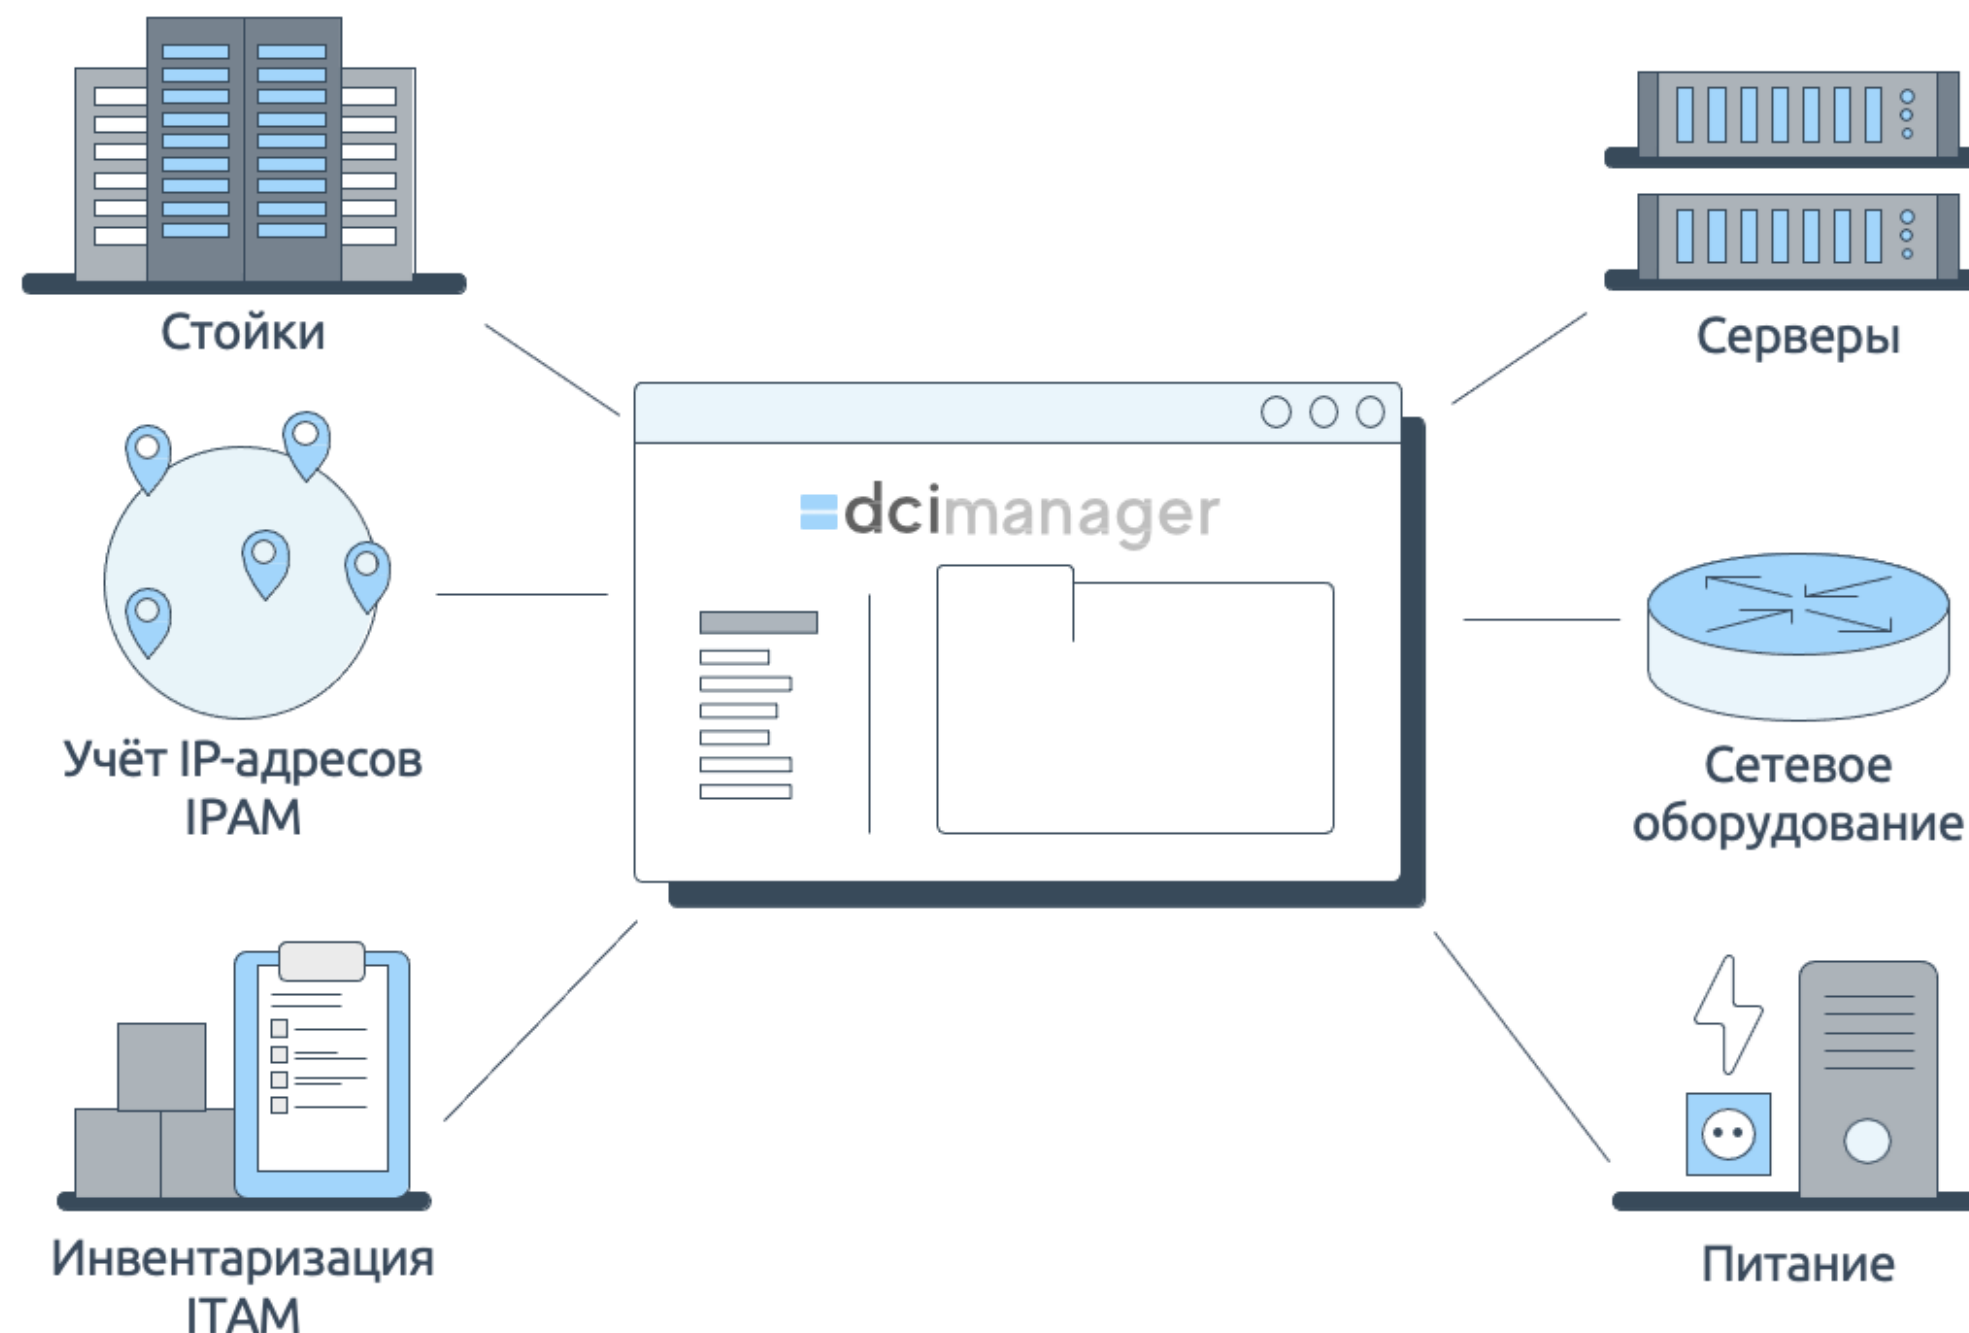 Стойки
Серверы
dcimanager
Учёт IP-адресов
IPAM
Сетевое
оборудование
Инвентаризация
ITAM
Питание